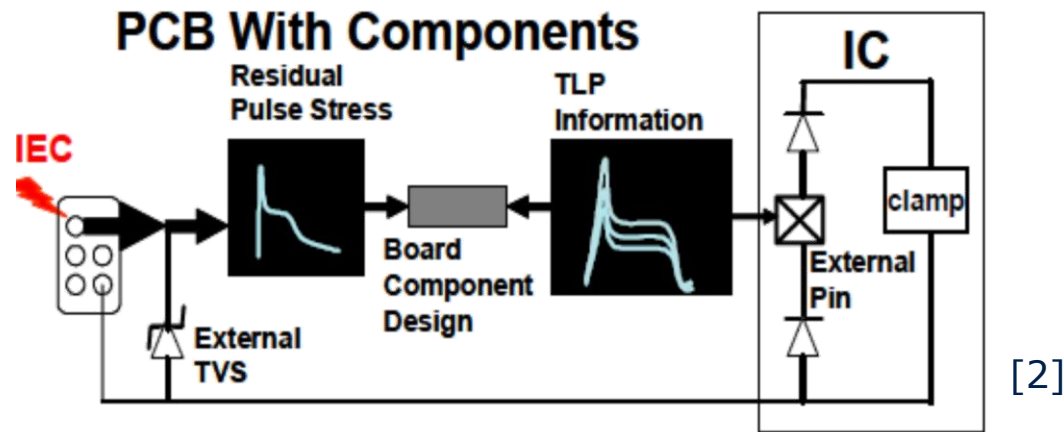 PCB With Components
IC
Residual
Pulse Stress
TLP
Information
IEC
clamp
Board
Component
Design
External
Pin
External
TVS
[2]